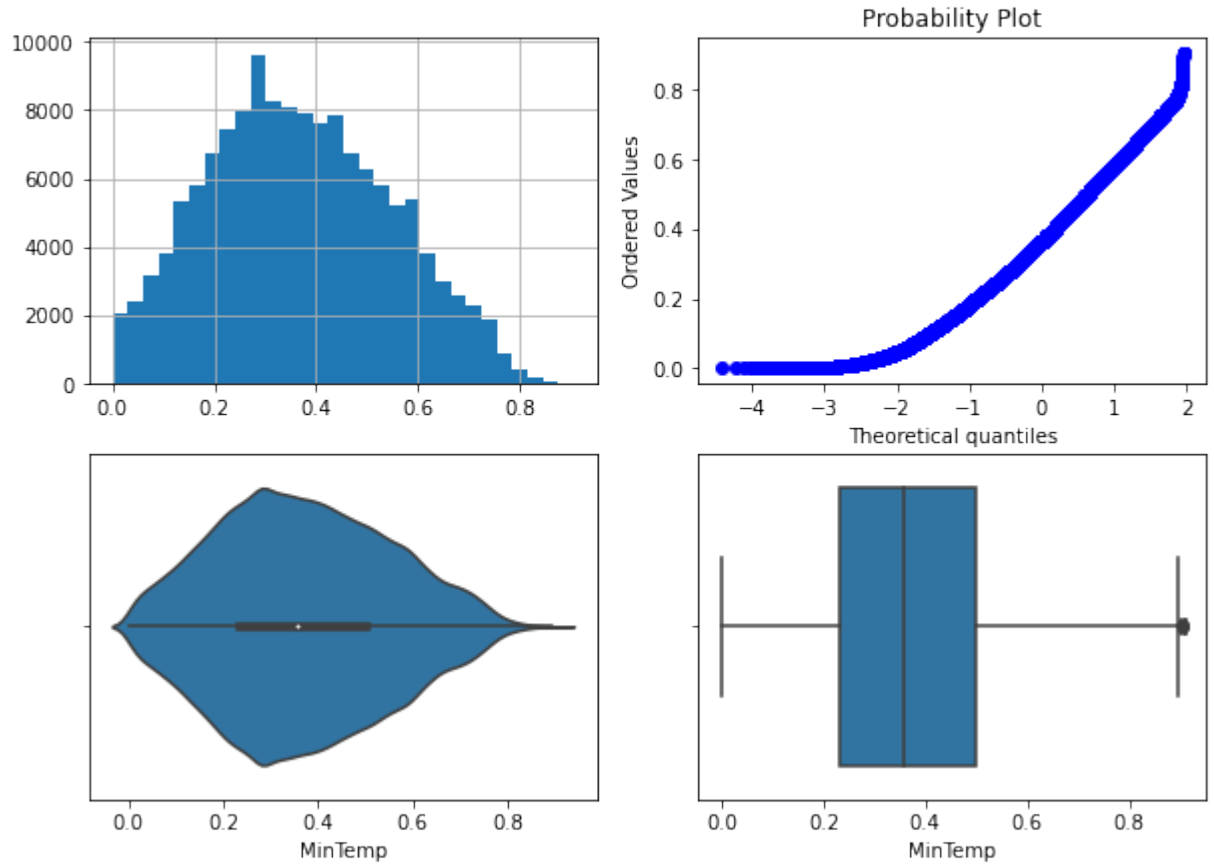 Probability Plot
10000
8000
6000
4000
2000
0
0.0 0.2 0.4 0.6 0.8
Ordered Values
0.8
0.6
0.4
0.2
0.0
−4 −3 −2 −1 0 1 2
Theoretical quantiles
0.0 0.2 0.4 0.6 0.8
MinTemp
0.0 0.2 0.4 0.6 0.8
MinTemp